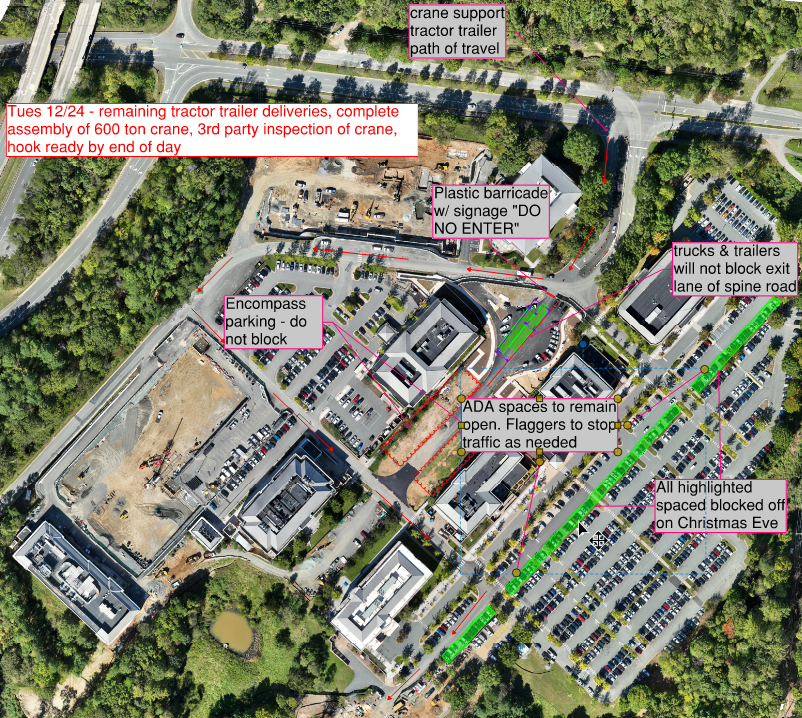 crane support
tractor trailer
path of travel
Tues 12/24 - remaining tractor trailer deliveries, complete
assembly of 600 ton crane, 3rd party inspection of crane,
hook ready by end of day
Plastic barricade
w/ signage "DO
NO ENTER"
trucks & trailers
will not block exit
lane of spine road
Encompass
parking - do
not block
ADA spaces to remain
open. Flaggers to stop
traffic as needed
All highlighted
spaced blocked off
on Christmas Eve